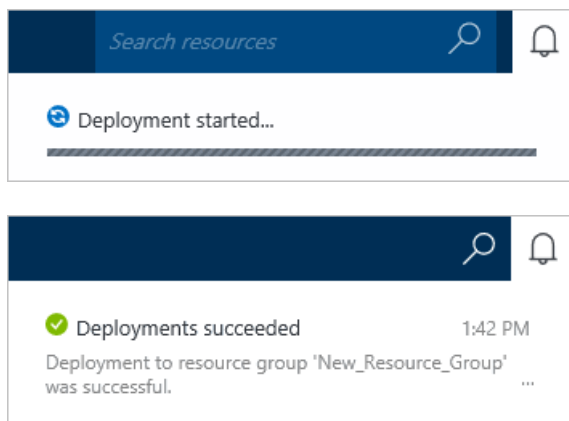 Search resources
Deployment started...
Deployments succeeded 1:42 PM
Deployment to resource group 'New_Resource_Group'
was successful.
...